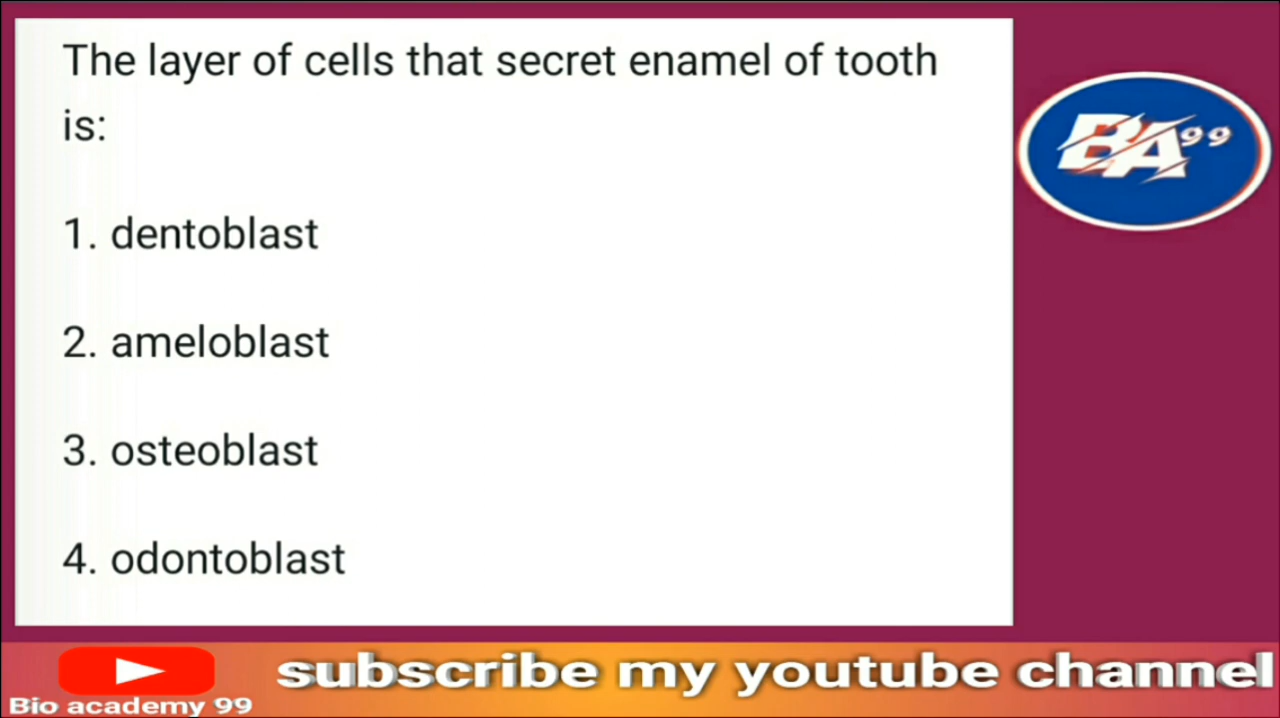 The layer of cells that secret enamel of tooth
is:
1. dentoblast
2. ameloblast
3. osteoblast
4. odontoblast
BA99
subscribe my youtube channel
Bio academy 99